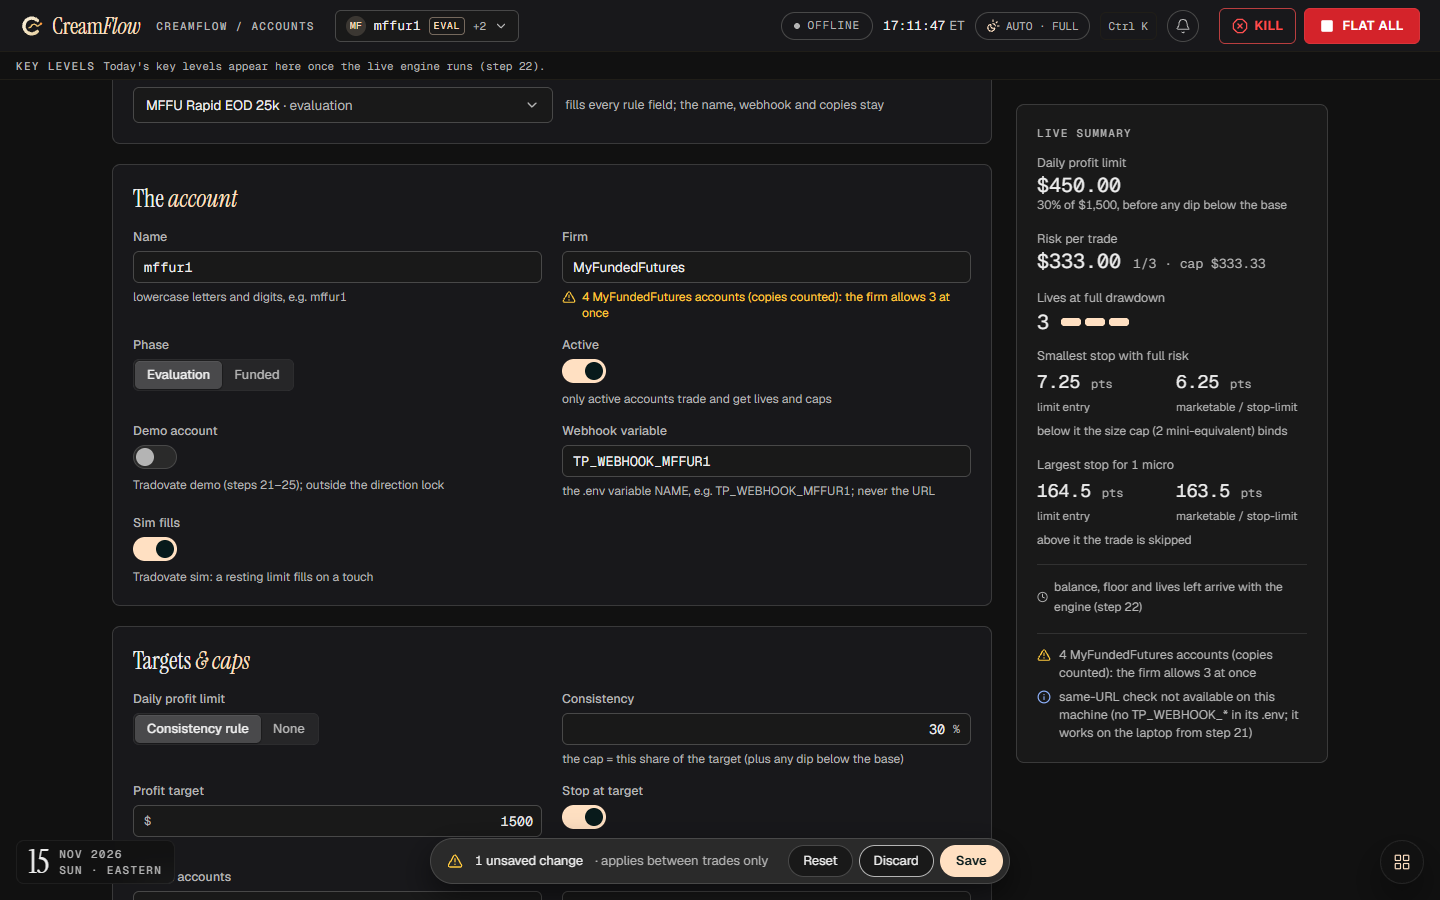 CreamFlow
CREAMFLOW / ACCOUNTS
MF mffur1 EVAL +2
OFFLINE
17:11:47 ET
AUTO · FULL
Ctrl K
KILL
FLAT ALL
KEY LEVELS Today's key levels appear here once the live engine runs (step 22).
MFFU Rapid EOD 25k · evaluation
fills every rule field; the name, webhook and copies stay
The account
Name
mffur1
lowercase letters and digits, e.g. mffur1
Firm
MyFundedFutures
4 MyFundedFutures accounts (copies counted): the firm allows 3 at
once
Phase
Evaluation Funded
Active
only active accounts trade and get lives and caps
Demo account
Tradovate demo (steps 21–25); outside the direction lock
Webhook variable
TP_WEBHOOK_MFFUR1
the .env variable NAME, e.g. TP_WEBHOOK_MFFUR1; never the URL
Sim fills
Tradovate sim: a resting limit fills on a touch
Targets & caps
Daily profit limit
Consistency rule None
Consistency
30 %
the cap = this share of the target (plus any dip below the base)
Profit target
$ 1500
Stop at target
accounts
LIVE SUMMARY
Daily profit limit
$450.00
30% of $1,500, before any dip below the base
Risk per trade
$333.00 1/3 · cap $333.33
Lives at full drawdown
3
Smallest stop with full risk
7.25 pts 6.25 pts
limit entry marketable / stop-limit
below it the size cap (2 mini-equivalent) binds
Largest stop for 1 micro
164.5 pts 163.5 pts
limit entry marketable / stop-limit
above it the trade is skipped
balance, floor and lives left arrive with the
engine (step 22)
4 MyFundedFutures accounts (copies
counted): the firm allows 3 at once
same-URL check not available on this
machine (no TP_WEBHOOK_* in its .env; it
works on the laptop from step 21)
15 NOV 2026
SUN · EASTERN
1 unsaved change · applies between trades only
Reset
Discard
Save